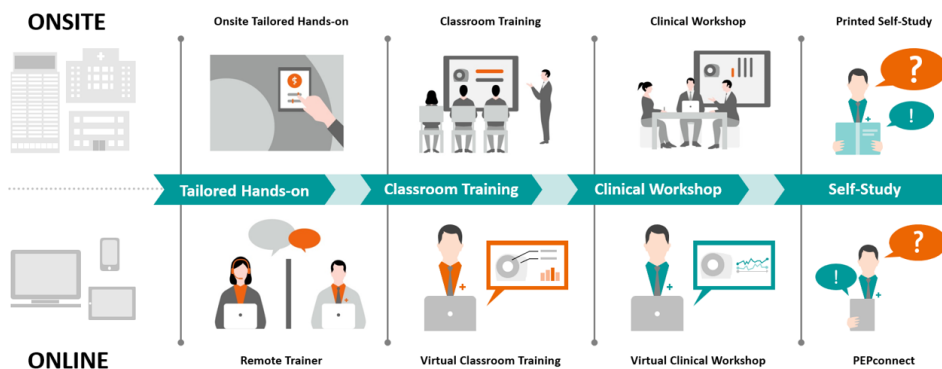 ONSITE
Onsite Tailored Hands-on
Classroom Training
Clinical Workshop
Printed Self-Study
$
?
!
Tailored Hands-on
Classroom Training
Clinical Workshop
Self-Study
?
!
ONLINE
Remote Trainer
Virtual Classroom Training
Virtual Clinical Workshop
PEPconnect